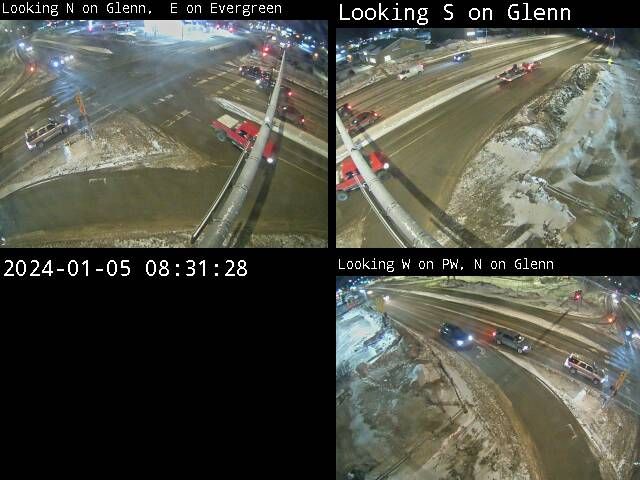 Looking N on Glenn, E on Evergreen
Looking S on Glenn
2024-01-05 08:31:28
Looking W on PW, N on Glenn